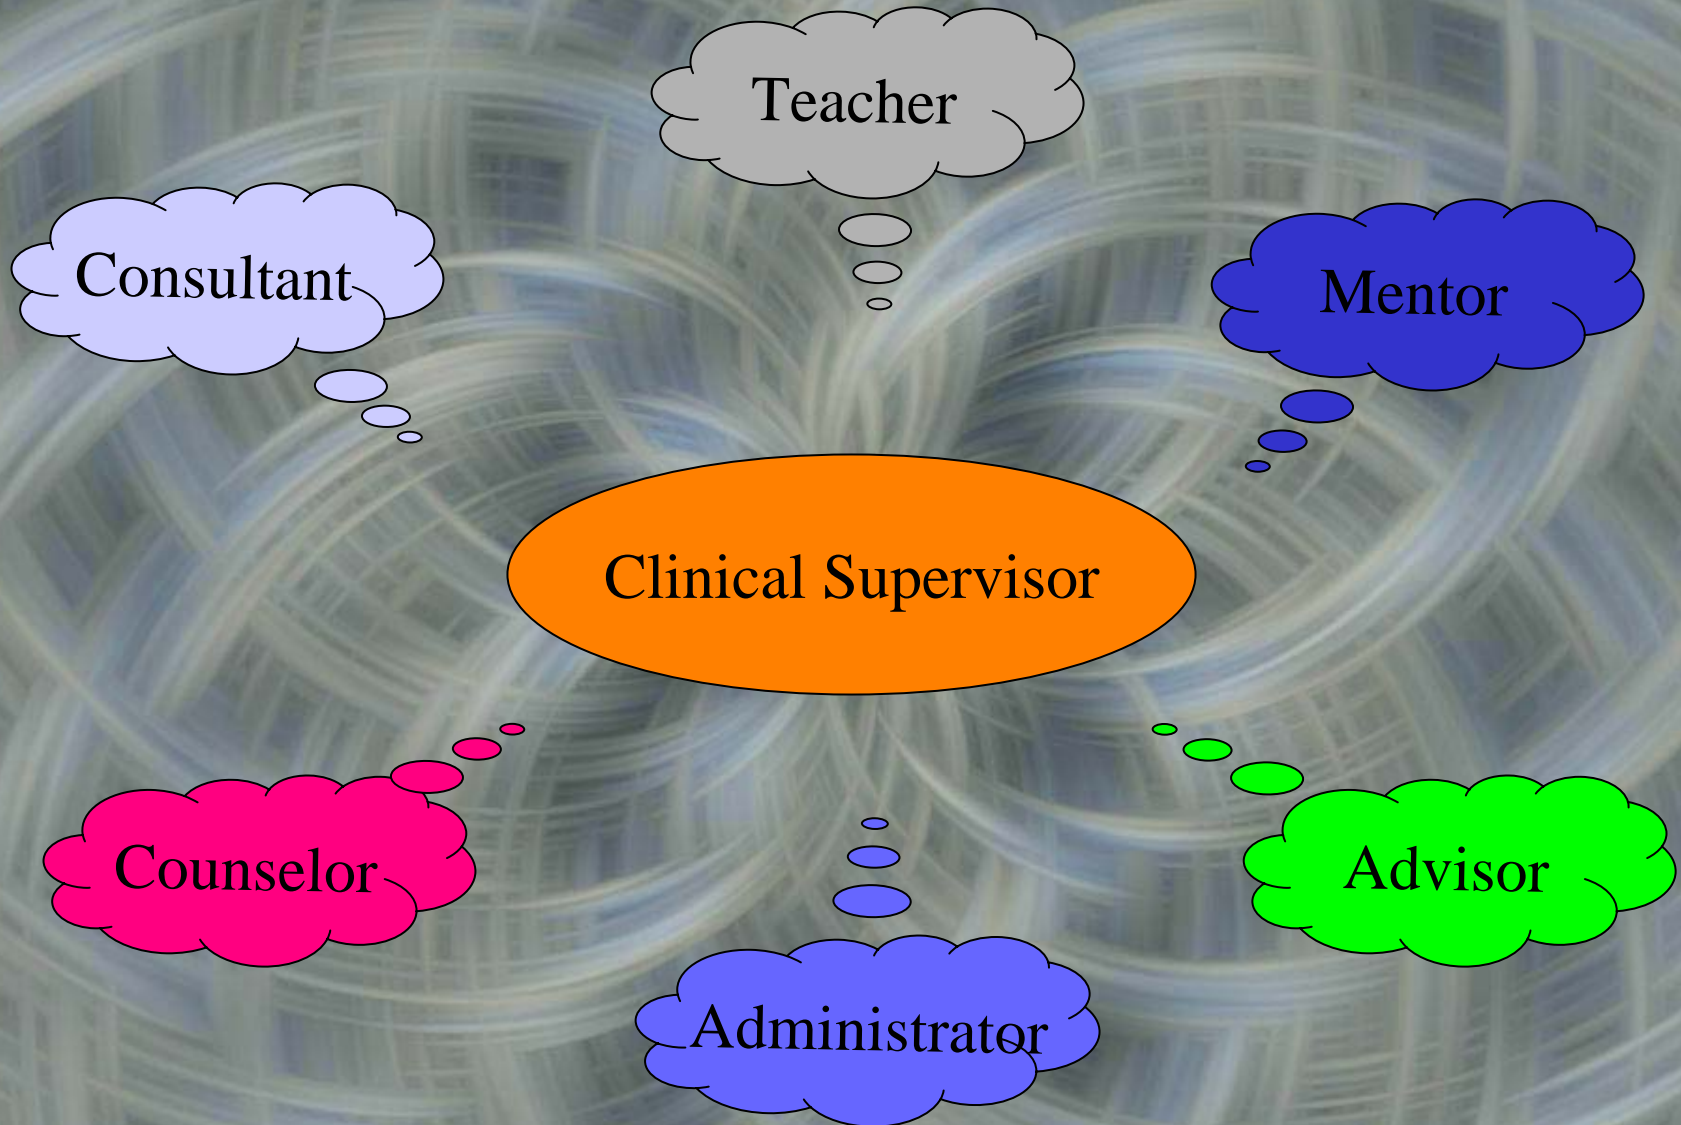 Teacher
Consultant
Mentor
Clinical Supervisor
Counselor
Advisor
Administrator